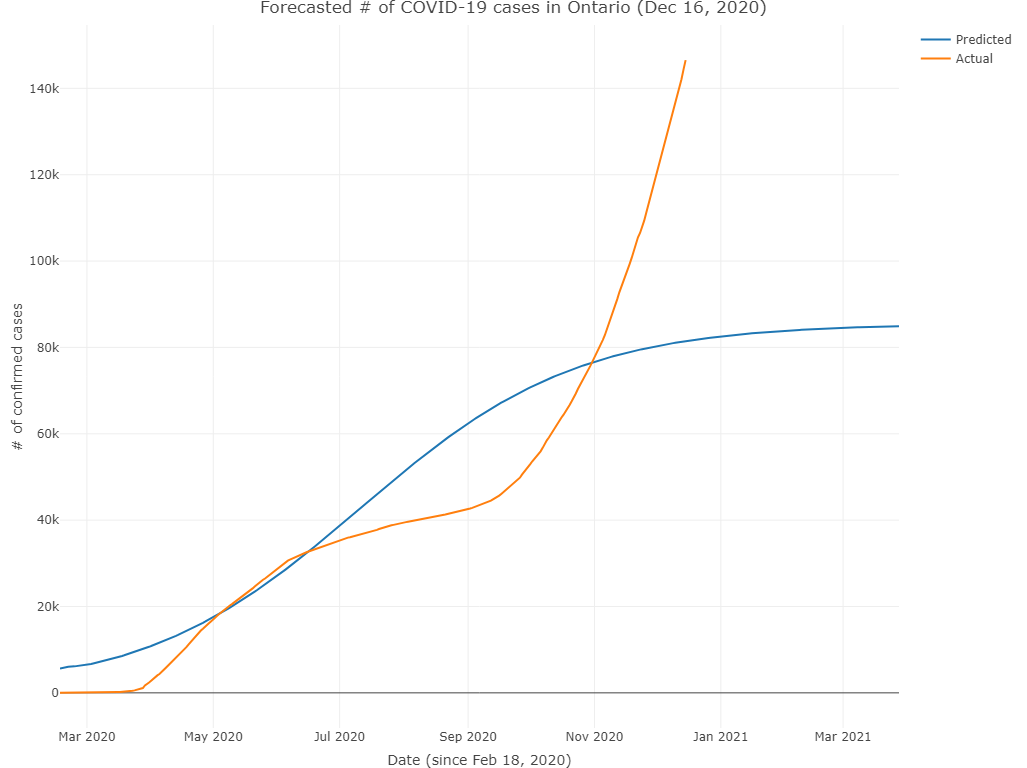 Forecasted # of COVID-19 cases in Ontario (Dec 16, 2020)
Predicted
Actual
140k
120k
100k
80k
60k
40k
20k
0
# of confirmed cases
Mar 2020 May 2020 Jul 2020 Sep 2020 Nov 2020 Jan 2021 Mar 2021
Date (since Feb 18, 2020)